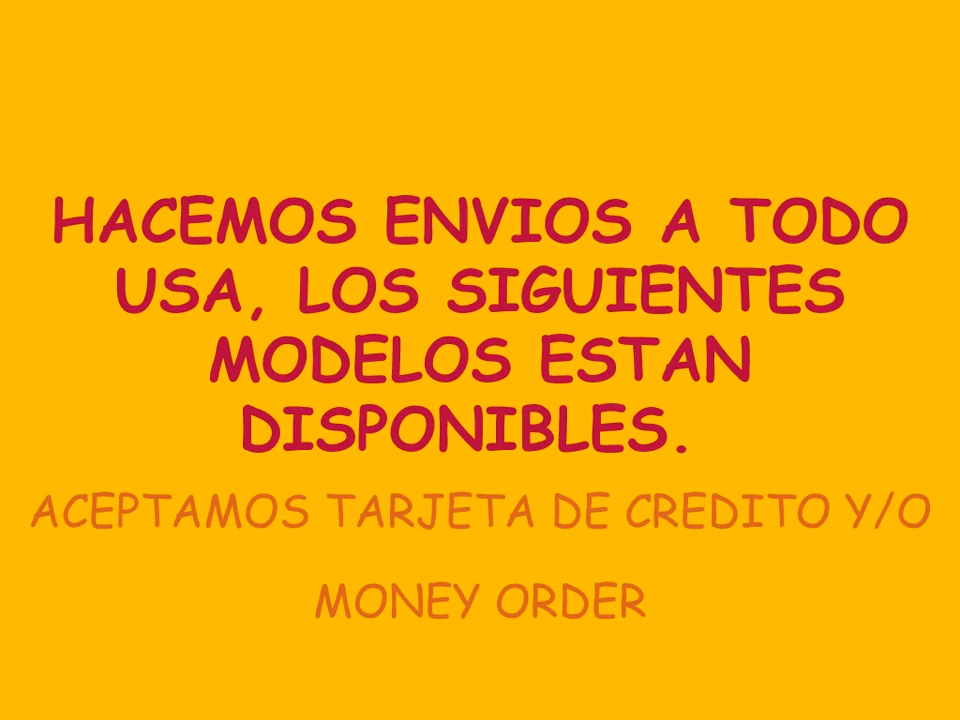 HACEMOS ENVIOS A TODO
USA, LOS SIGUIENTES
MODELOS ESTAN
DISPONIBLES.
ACEPTAMOS TARJETA DE CREDITO Y/O
MONEY ORDER